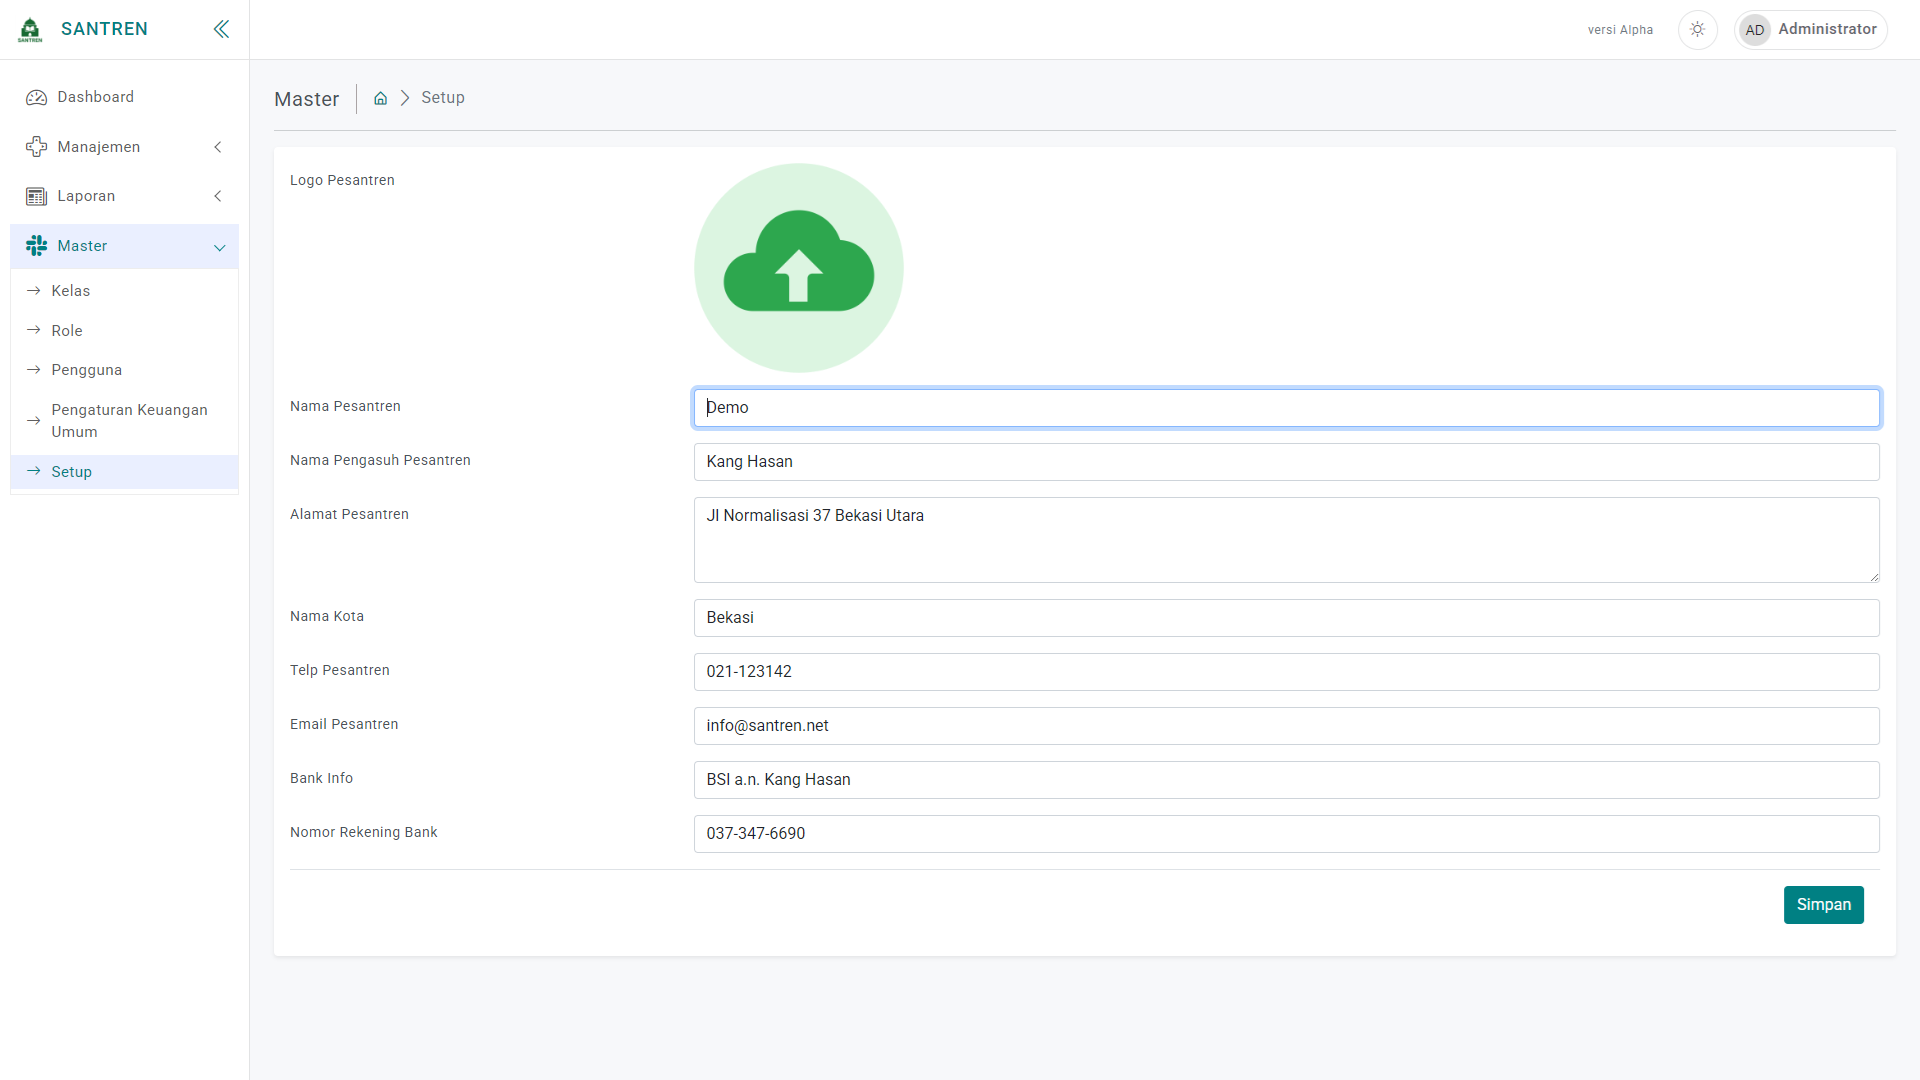 SANTREN
SANTREN
versi Alpha
AD
Administrator
Dashboard
Manajemen
Laporan
Master
Kelas
Role
Pengguna
Pengaturan Keuangan
Umum
Setup
Master
Setup
Logo Pesantren
Nama Pesantren
Demo
Nama Pengasuh Pesantren
Kang Hasan
Alamat Pesantren
Jl Normalisasi 37 Bekasi Utara
Nama Kota
Bekasi
Telp Pesantren
021-123142
Email Pesantren
info@santren.net
Bank Info
BSI a.n. Kang Hasan
Nomor Rekening Bank
037-347-6690
Simpan